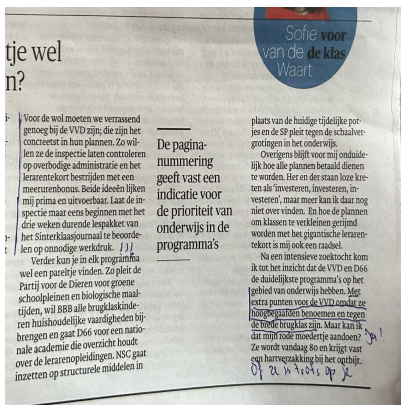 Sofie voor
van de de klas
Waart
tje wel
n?
Voor de wol moeten we verrassend
genoeg bij de VVD zijn; die zijn het
concreetst in hun plannen. Zo wil-
len ze de inspectie laten controleren
op overbodige administratie en het
lerarentekort bestrijden met een
meerurenbonus. Beide ideeën lijken
mij prima en uitvoerbaar. Laat de in-
spectie maar eens beginnen met het
drie weken durende lespakket van
het Sinterklaasjournaal te beoorde-
len op onnodige werkdruk. !!!
Verder kun je in elk programma
wel een pareltje vinden. Zo pleit de
Partij voor de Dieren voor groene
schoolpleinen en biologische maal-
tijden, wil BBB alle brugklaskinde-
ren huishoudelijke vaardigheden bij-
brengen en gaat D66 voor een natio-
nale academie die overzicht houdt
over de lerarenopleidingen. NSC gaat
inzetten op structurele middelen in
De pagina-
nummering
geeft vast een
indicatie voor
de prioriteit van
onderwijs in de
programma's
plaats van de huidige tijdelijke pot-
jes en de SP pleit tegen de schaalver-
grotingen in het onderwijs.
Overigens blijft voor mij onduide-
lijk hoe alle plannen betaald dienen
te worden. Her en der staan loze kre-
ten als 'investeren, investeren, in-
vesteren', maar meer kan ik daar nog
niet over vinden. En hoe de plannen
om klassen te verkleinen gerijmd
worden met het gigantische leraren-
tekort is mij ook een raadsel.
Na een intensieve zoektocht kom
ik tot het inzicht dat de VVD en D66
de duidelijkste programma's op het
gebied van onderwijs hebben. Met
extra punten voor de VVD omdat ze
hoogbegaafden benoemen en tegen
de brede brugklas zijn. Maar kan ik
dat mijn rode moedertje aandoen? Ja!
Ze wordt vandaag 80 en krijgt vast
een hartverzakking bij het ontbijt.
Of ze is trots op je